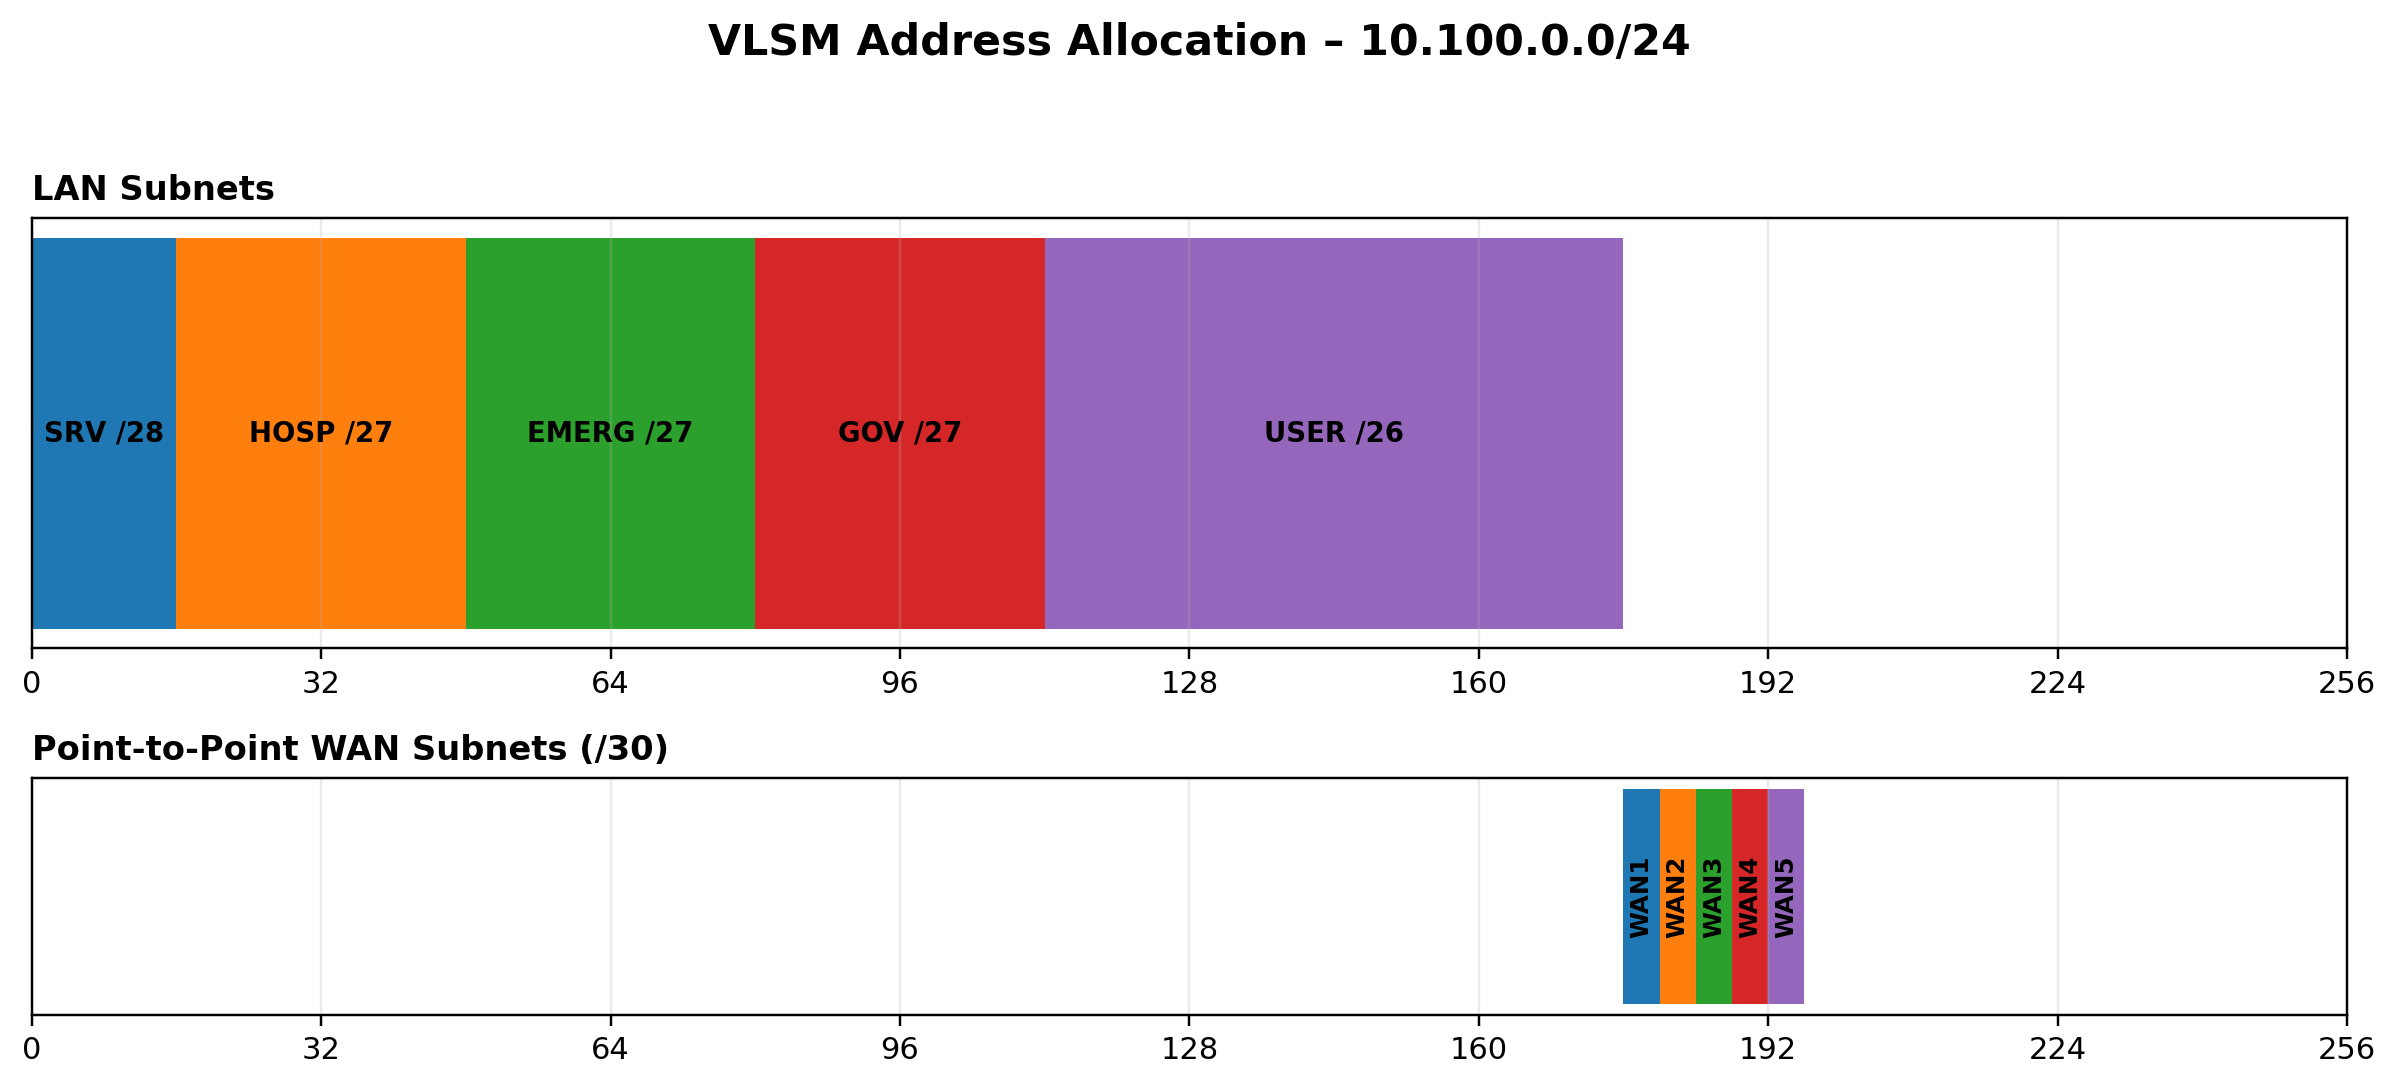 VLSM Address Allocation – 10.100.0.0/24
LAN Subnets
SRV /28 HOSP /27 EMERG /27 GOV /27 USER /26
0 32 64 96 128 160 192 224 256
Point-to-Point WAN Subnets (/30)
WAN1 WAN2 WAN3 WAN4 WAN5
0 32 64 96 128 160 192 224 256